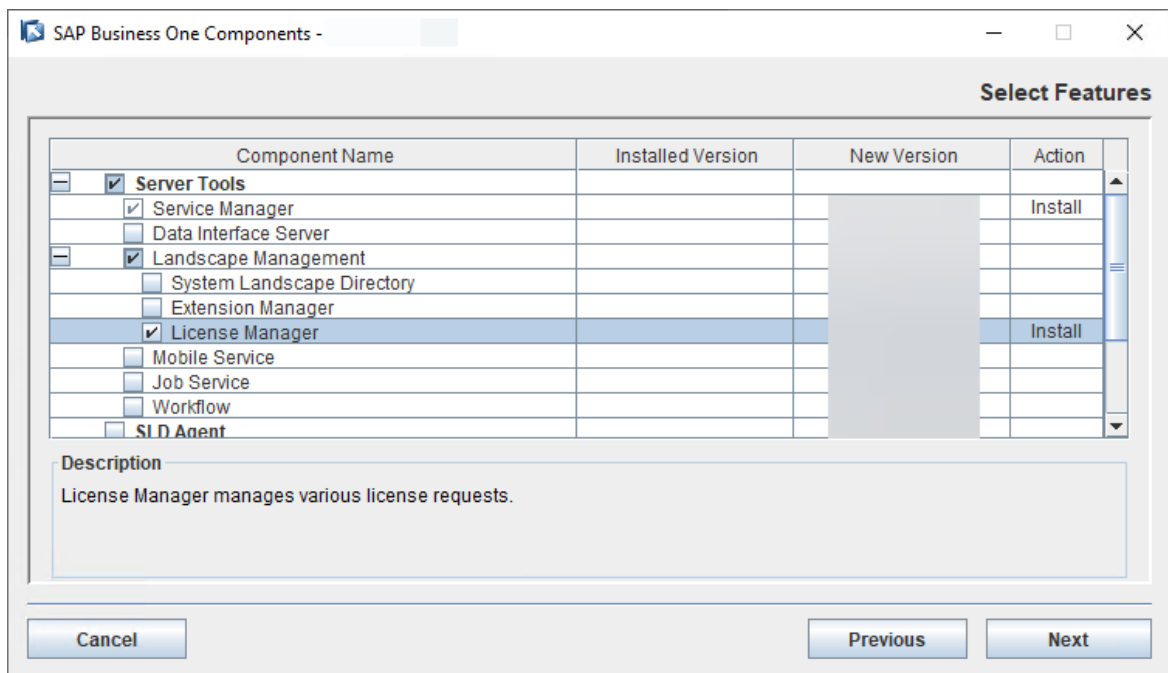 SAP Business One Components -
Select Features
Component Name Installed Version New Version Action
Server Tools
Service Manager Install
Data Interface Server
Landscape Management
System Landscape Directory
Extension Manager
License Manager Install
Mobile Service
Job Service
Workflow
SLD Agent
Description
License Manager manages various license requests.
Cancel Previous Next